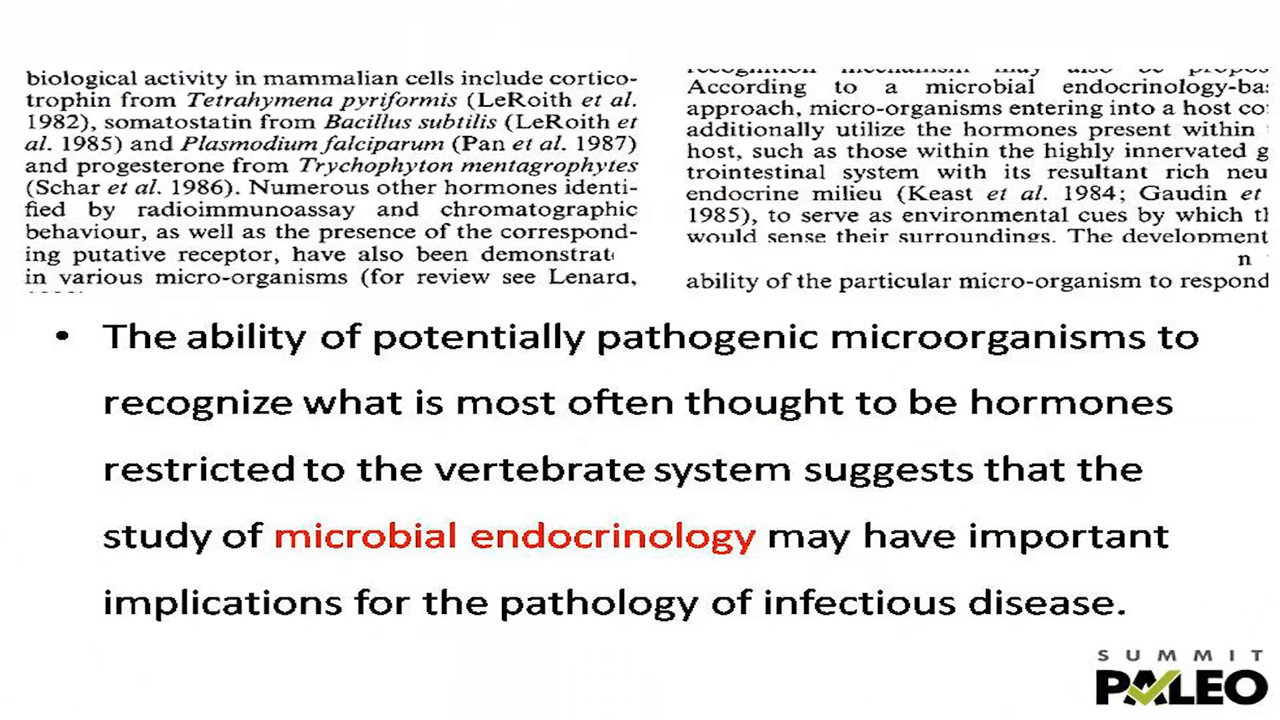 biological activity in mammalian cells include cortico-
trophin from Tetrahymena pyriformis (LeRoith et al.
1982), somatostatin from Bacillus subtilis (LeRoith et
al. 1985) and Plasmodium falciparum (Pan et al. 1987)
and progesterone from Trychophyton mentagrophytes
(Schar et al. 1986). Numerous other hormones identi-
fied by radioimmunoassay and chromatographic
behaviour, as well as the presence of the correspond-
ing putative receptor, have also been demonstrat
in various micro-organisms (for review see Lenard,
recognition mechanism may also be propos
According to a microbial endocrinology-ba
approach, micro-organisms entering into a host co
additionally utilize the hormones present within
host, such as those within the highly innervated g
trointestinal system with its resultant rich neu
endocrine milieu (Keast et al. 1984; Gaudin et
1985), to serve as environmental cues by which th
would sense their surroundings. The development
n
ability of the particular micro-organism to respond
• The ability of potentially pathogenic microorganisms to
recognize what is most often thought to be hormones
restricted to the vertebrate system suggests that the
study of microbial endocrinology may have important
implications for the pathology of infectious disease.
SUMMIT
PALEO